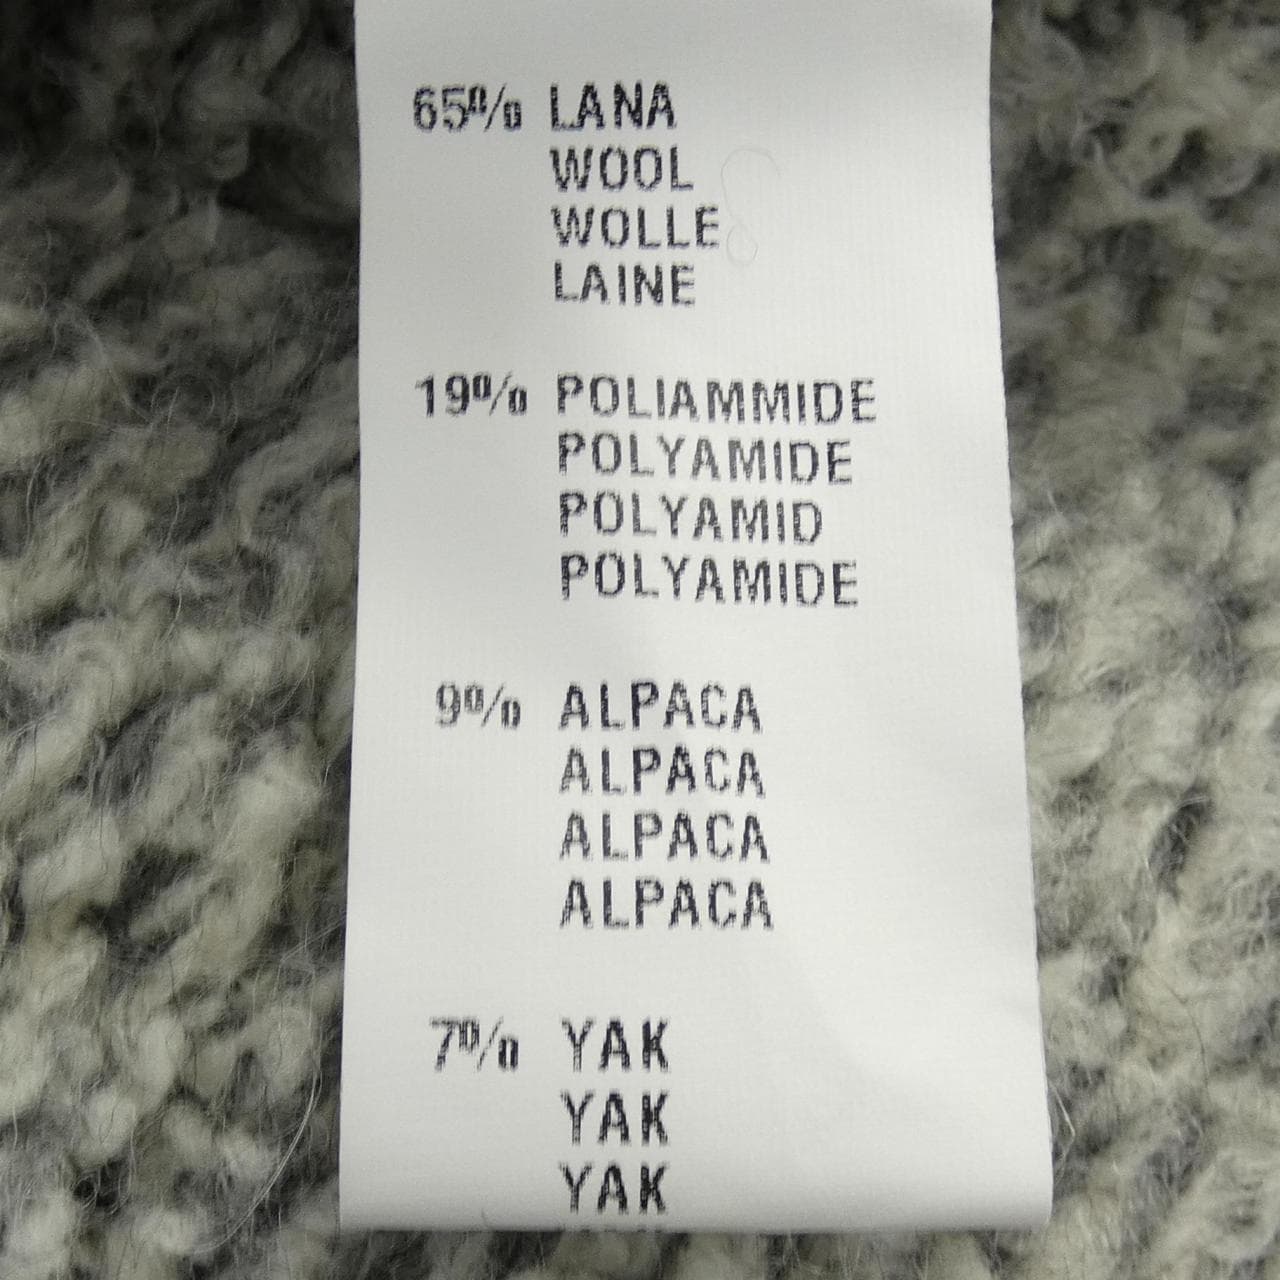 65% LANA
WOOL
WOLLE
LAINE
19% POLIAMMIDE
POLYAMIDE
POLYAMID
POLYAMIDE
9% ALPACA
ALPACA
ALPACA
ALPACA
7% YAK
YAK
YAK